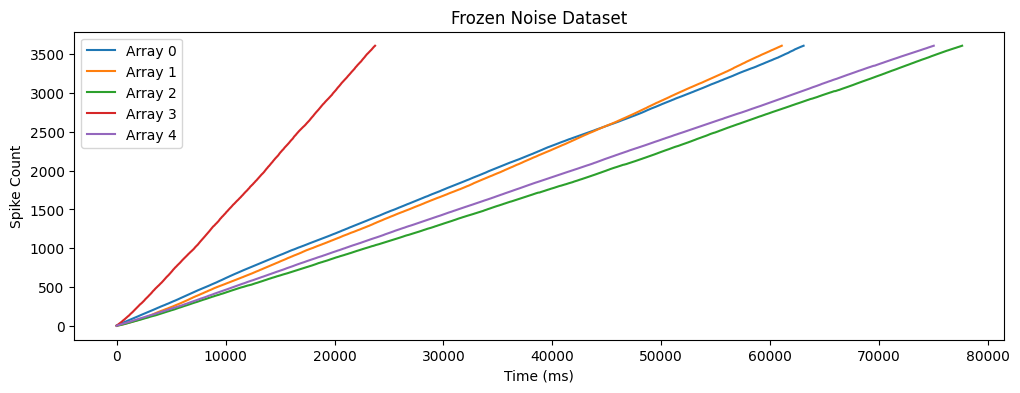 Frozen Noise Dataset
Array 0
Array 1
Array 2
Array 3
Array 4
Spike Count
3500
3000
2500
2000
1500
1000
500
0
0 10000 20000 30000 40000 50000 60000 70000 80000
Time (ms)